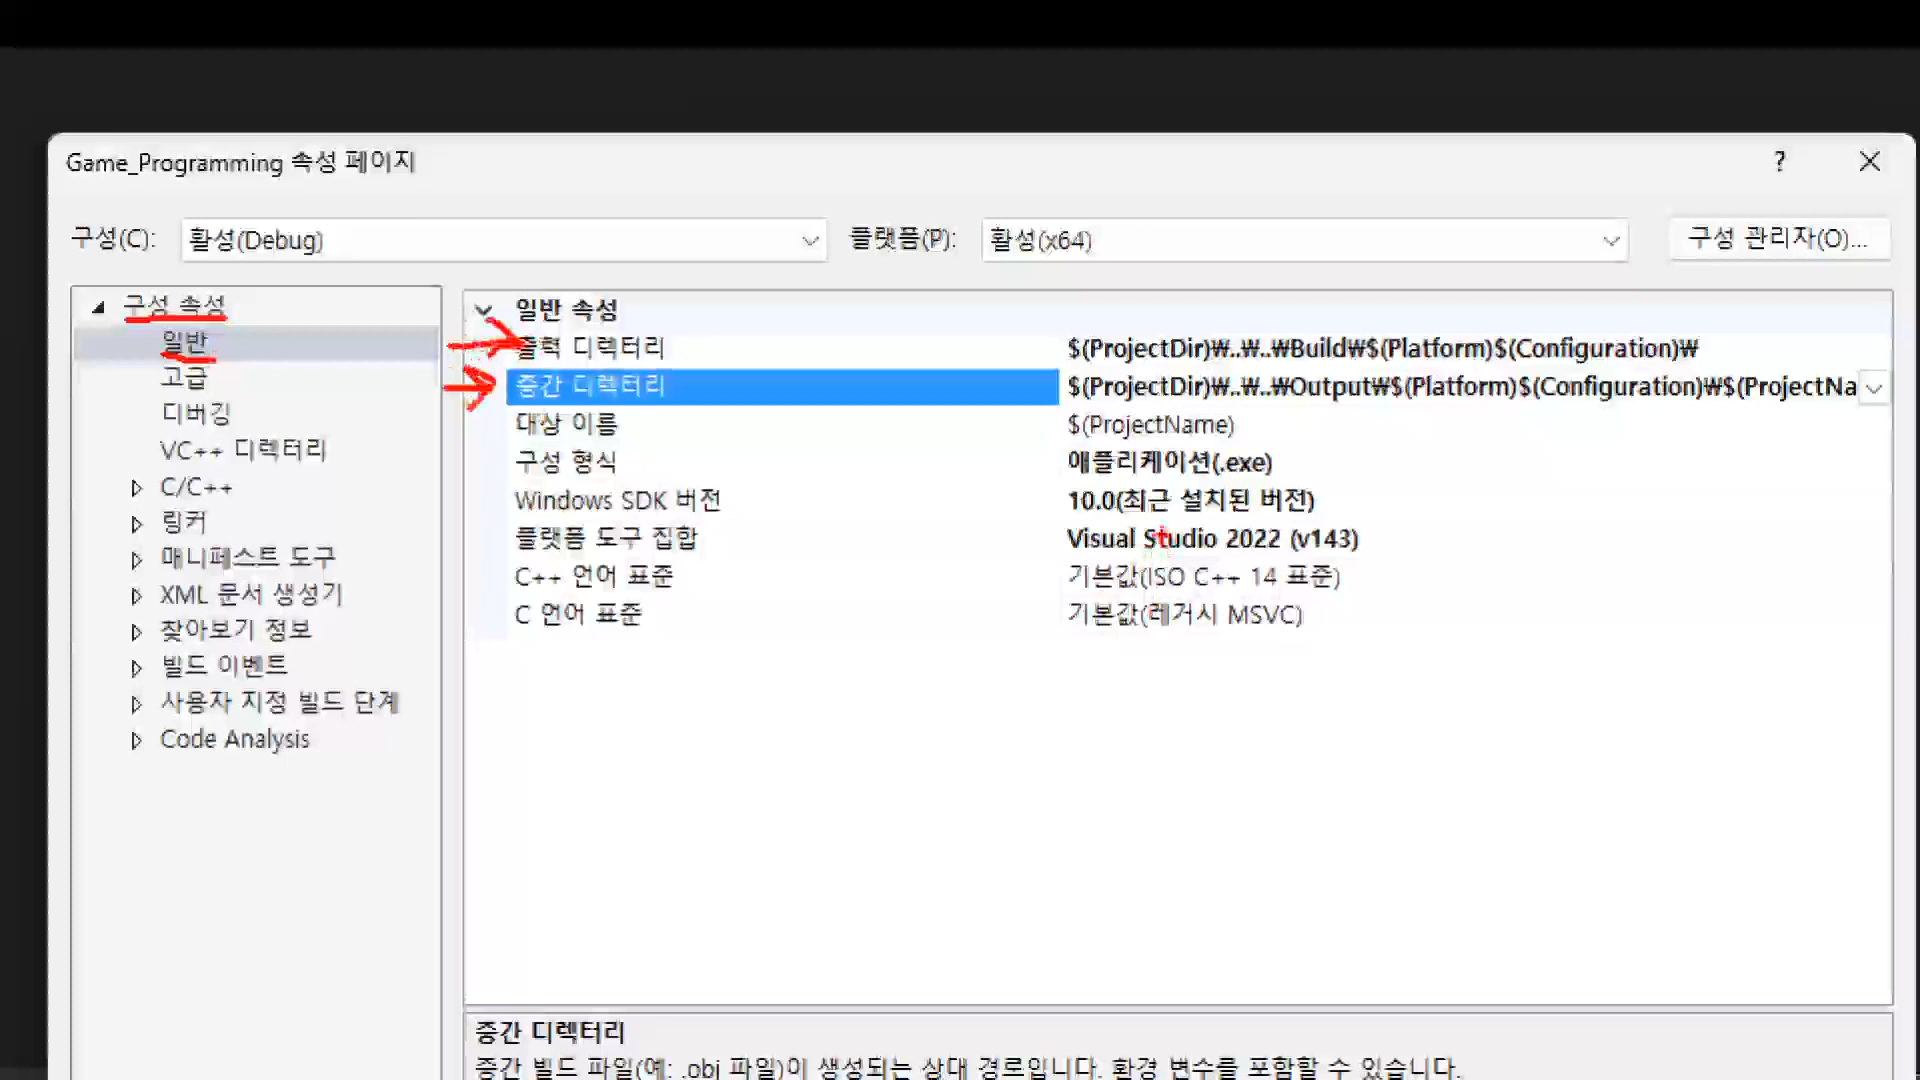 Game_Programming 속성 페이지
?
구성(C):
활성(Debug)
플랫폼(P):
활성(x64)
구성 관리자(O)...
구성 속성
일반
고급
디버깅
VC++ 디렉터리
C/C++
링커
매니페스트 도구
XML 문서 생성기
찾아보기 정보
빌드 이벤트
사용자 지정 빌드 단계
Code Analysis
일반 속성
출력 디렉터리 $(ProjectDir)₩..₩..₩Build₩$(Platform)$(Configuration)₩
중간 디렉터리 $(ProjectDir)₩..₩..₩Output₩$(Platform)$(Configuration)₩$(ProjectNa
대상 이름 $(ProjectName)
구성 형식 애플리케이션(.exe)
Windows SDK 버전 10.0(최근 설치된 버전)
플랫폼 도구 집합 Visual Studio 2022 (v143)
C++ 언어 표준 기본값(ISO C++ 14 표준)
C 언어 표준 기본값(레거시 MSVC)
중간 디렉터리
중간 빌드 파일(예: .obj 파일)이 생성되는 상대 경로입니다. 환경 변수를 포함할 수 있습니다.